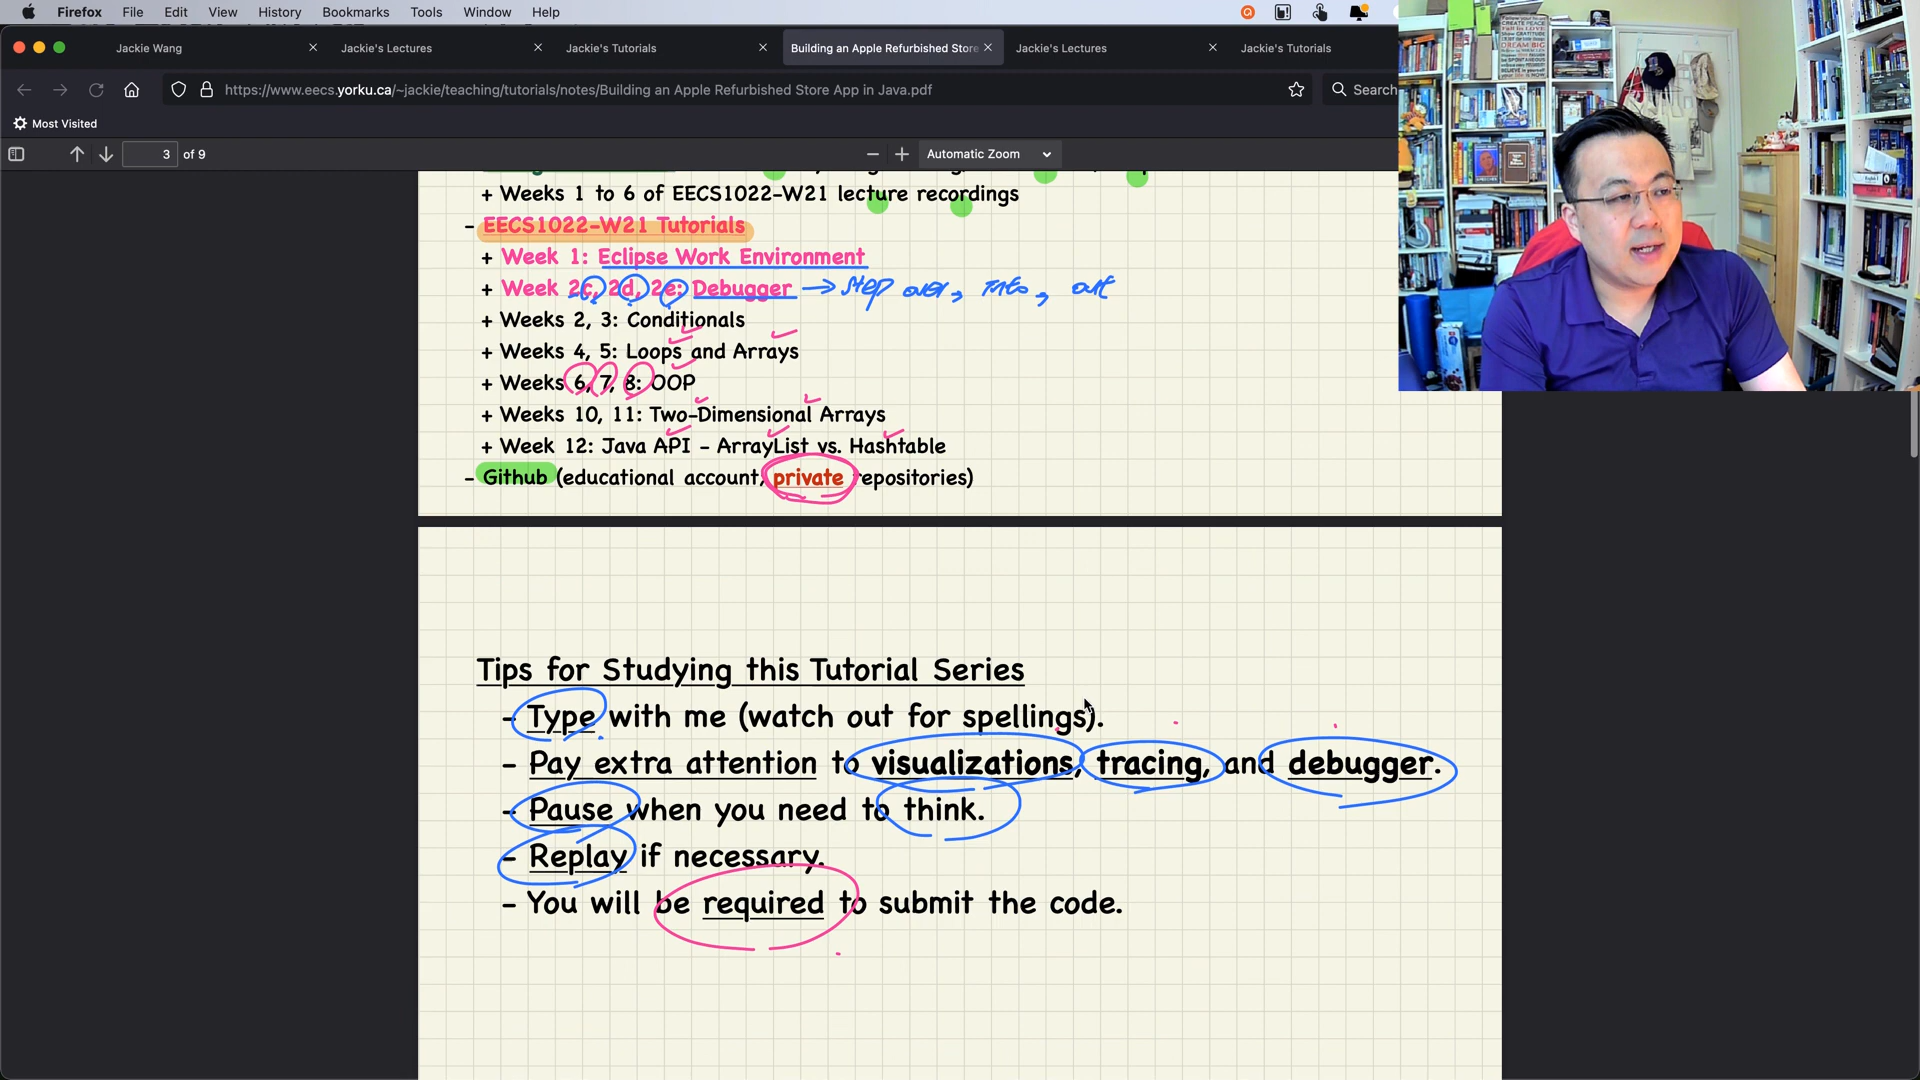 Firefox File Edit View History Bookmarks Tools Window Help
Jackie Wang
Jackie's Lectures
Jackie's Tutorials
Building an Apple Refurbished Store
Jackie's Lectures
Jackie's Tutorials
https://www.eecs.yorku.ca/~jackie/teaching/tutorials/notes/Building an Apple Refurbished Store App in Java.pdf
Search
Most Visited
3 of 9
Automatic Zoom
+ Weeks 1 to 6 of EECS1022-W21 lecture recordings
- EECS1022-W21 Tutorials
+ Week 1: Eclipse Work Environment
+ Week 2c, 2d, 2e: Debugger → step over, into, out
+ Weeks 2, 3: Conditionals
+ Weeks 4, 5: Loops and Arrays
+ Weeks 6, 7, 8: OOP
+ Weeks 10, 11: Two-Dimensional Arrays
+ Week 12: Java API - ArrayList vs. Hashtable
- Github (educational account, private repositories)
Tips for Studying this Tutorial Series
- Type with me (watch out for spellings).
- Pay extra attention to visualizations, tracing, and debugger.
- Pause when you need to think.
- Replay if necessary.
- You will be required to submit the code.